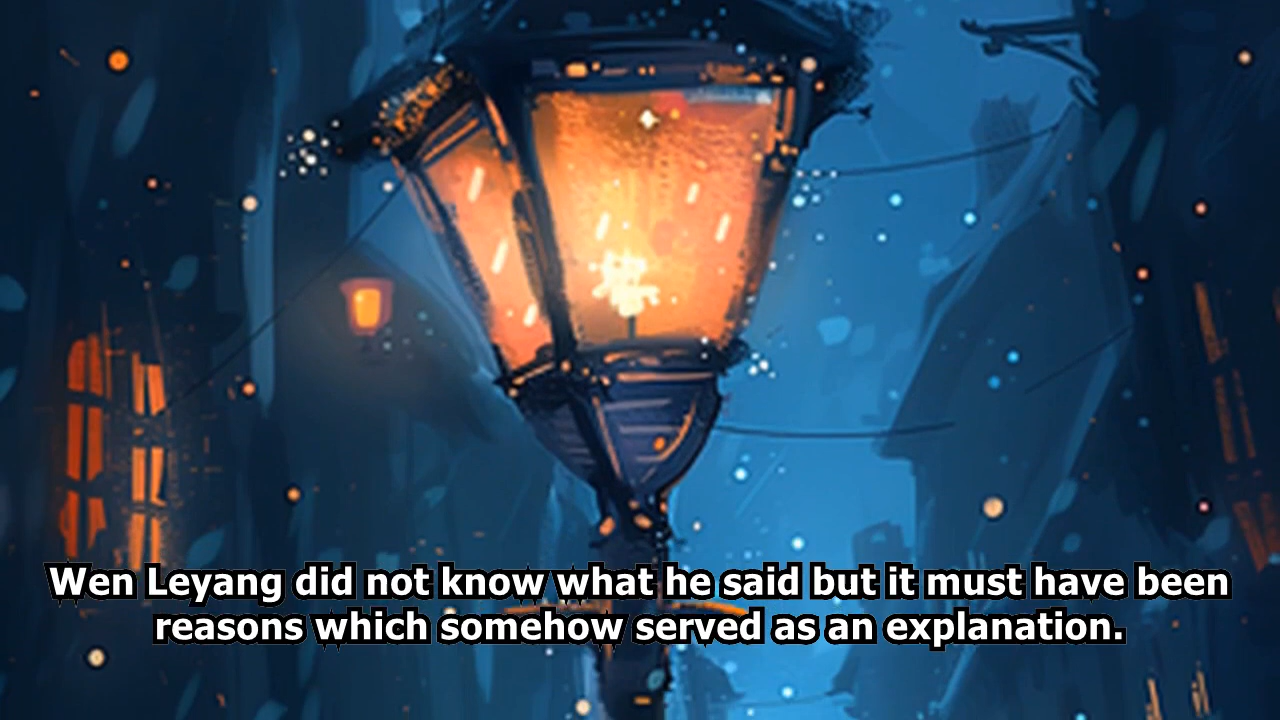 Wen Leyang did not know what he said but it must have been
reasons which somehow served as an explanation.